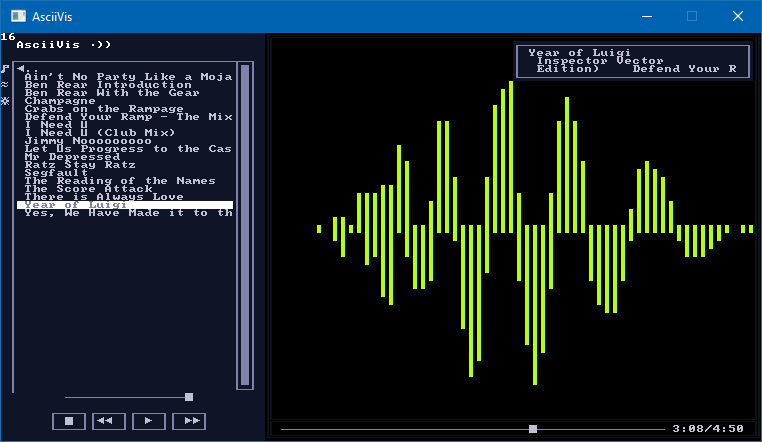 AsciiVis
16
AsciiVis ·))
◄..
Ain't No Party Like a Moja
Ben Rear Introduction
Ben Rear With the Gear
Champagne
Crabs on the Rampage
Defend Your Ramp - The Mix
I Need U
I Need U (Club Mix)
Jimmy Nooooooooo
Let Us Progress to the Cas
Mr Depressed
Ratz Stay Ratz
Segfault
The Reading of the Names
The Score Attack
There is Always Love
Year of Luigi
Yes, We Have Made it to th
Year of Luigi
Inspector Vector
Edition) Defend Your R
3:08/4:50